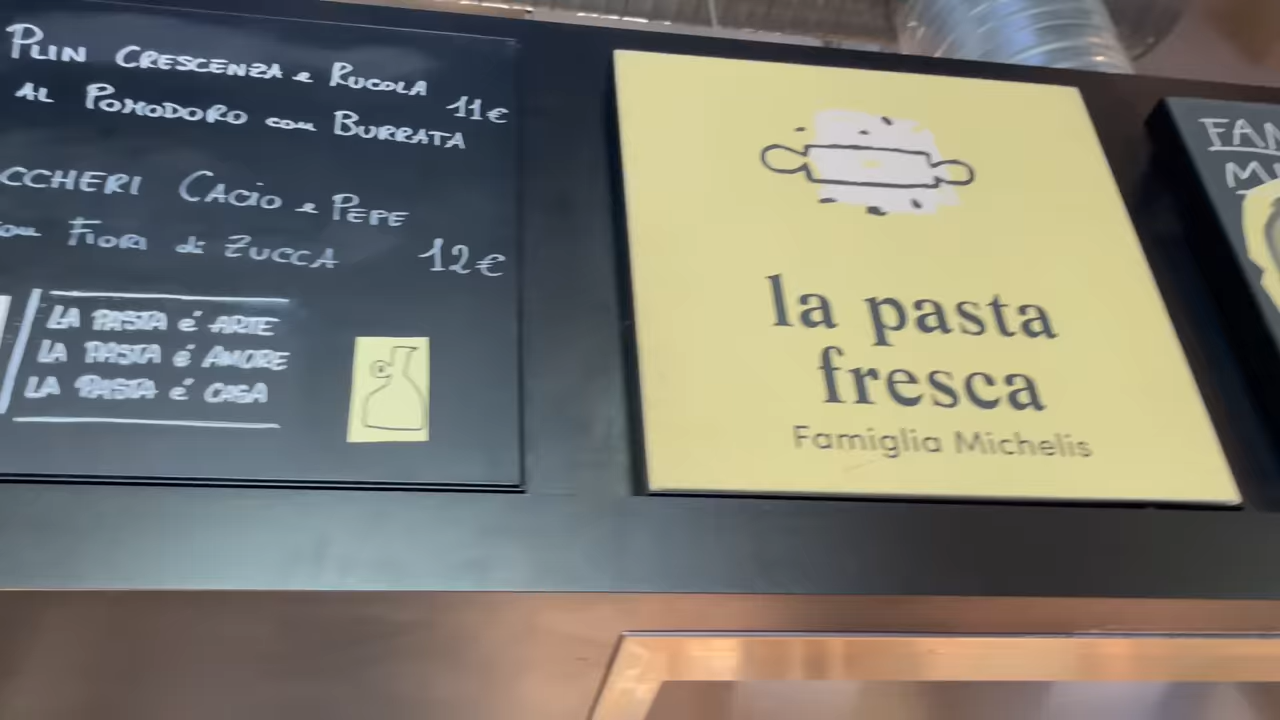 PLIN CRESCENZA e RUCOLA
AL POMODORO con BURRATA 11€
CCHERI CACIO e PEPE
con FIORI di ZUCCA 12€
LA PASTA é ARTE
LA PASTA é AMORE
LA PASTA é CASA
la pasta
fresca
Famiglia Michelis
FAM